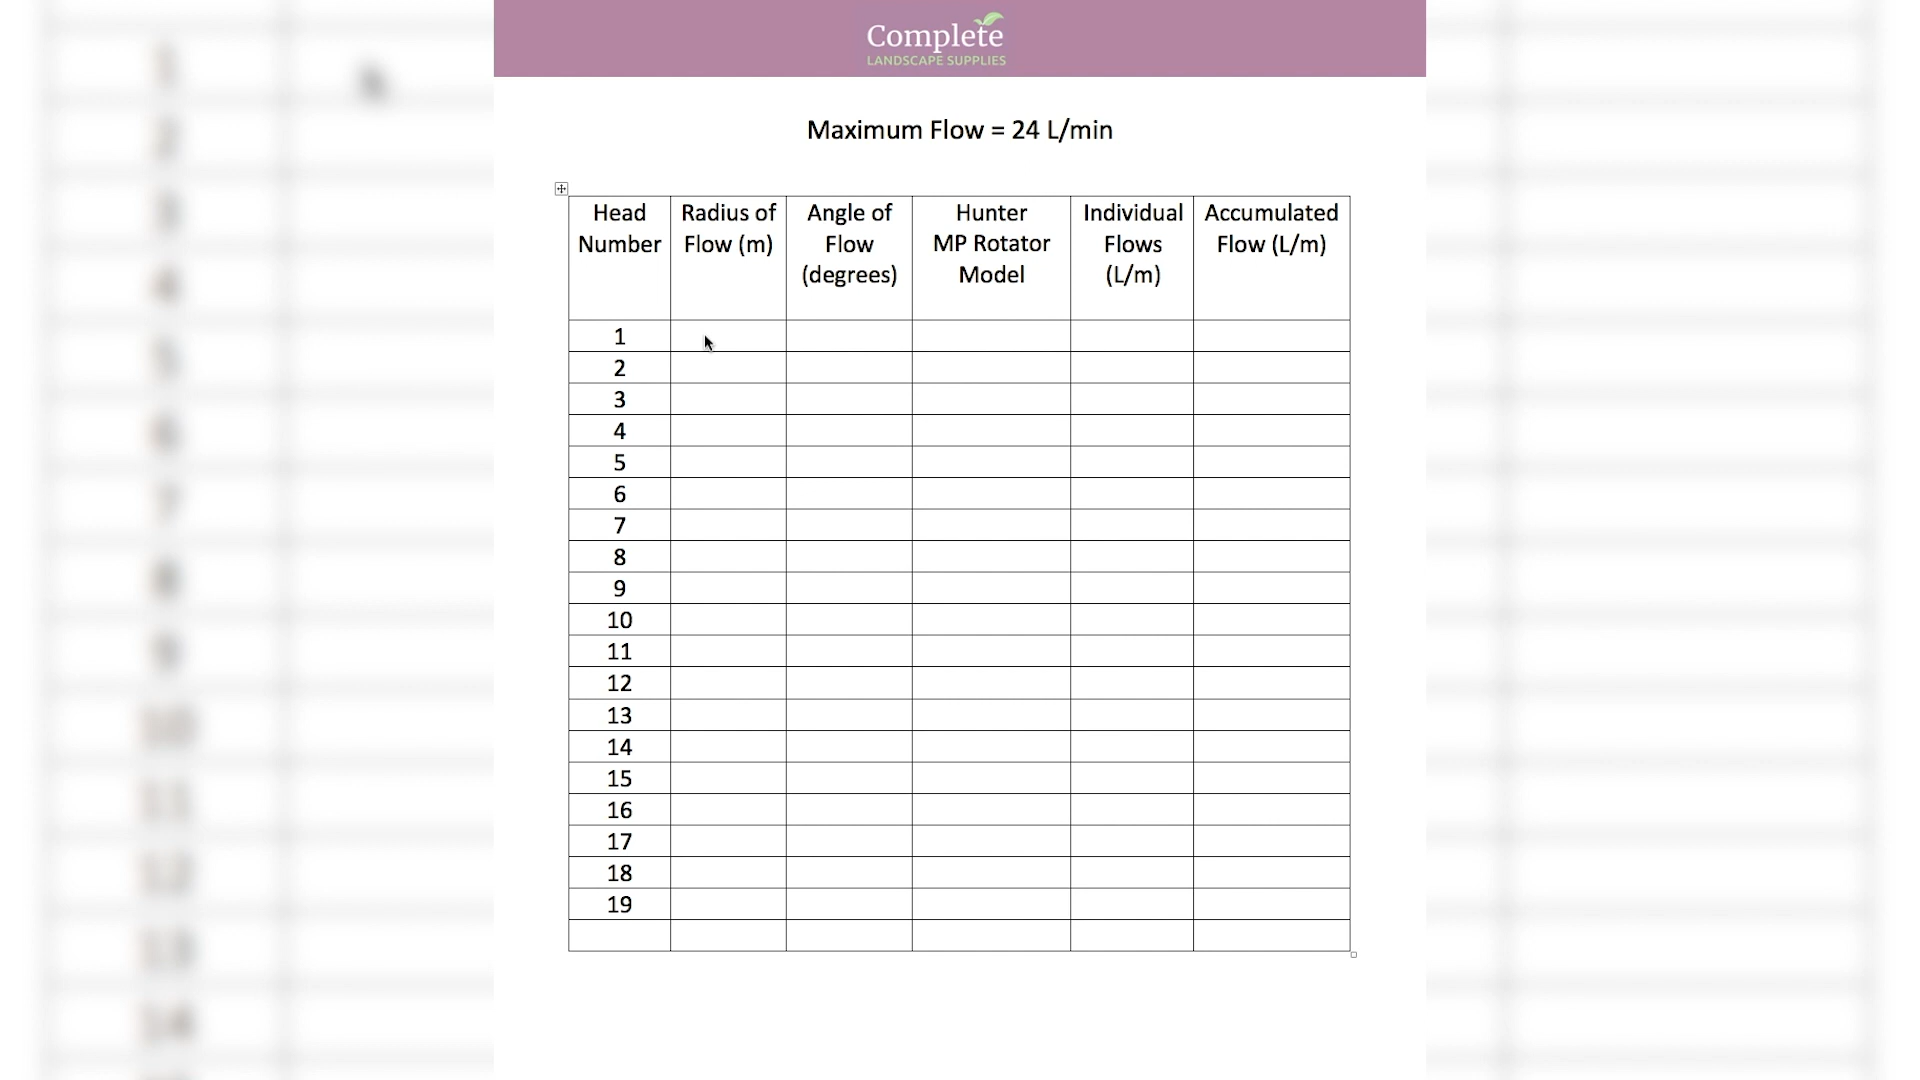 Complete
LANDSCAPE SUPPLIES
Maximum Flow = 24 L/min
Head Number
Radius of Flow (m)
Angle of Flow (degrees)
Hunter MP Rotator Model
Individual Flows (L/m)
Accumulated Flow (L/m)
1
2
3
4
5
6
7
8
9
10
11
12
13
14
15
16
17
18
19